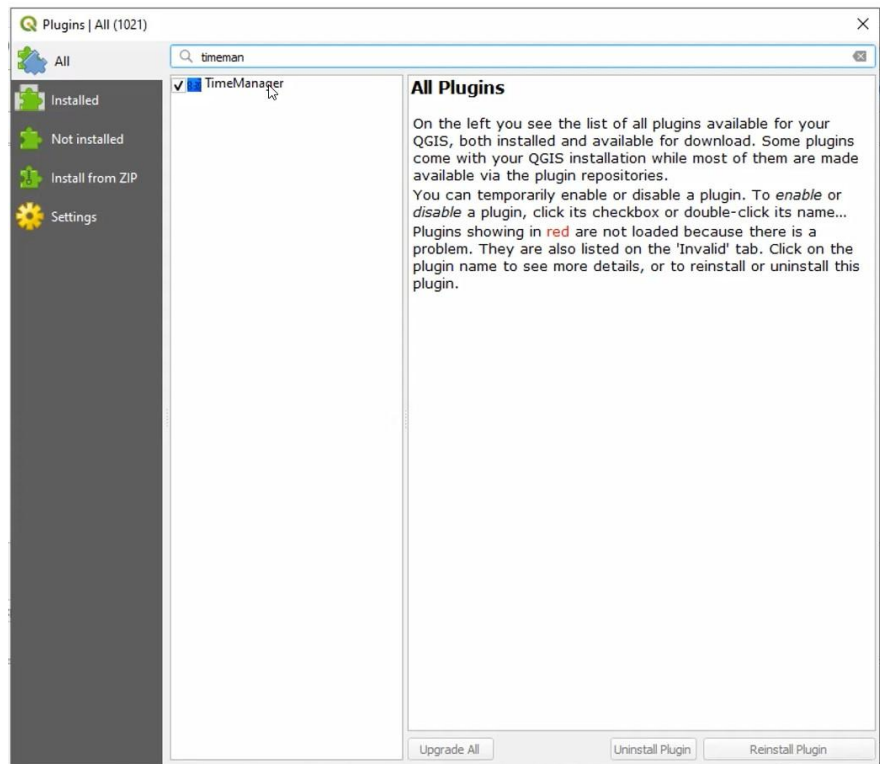 Plugins | All (1021)
All
Installed
Not installed
Install from ZIP
Settings
timeman
TimeManager
All Plugins
On the left you see the list of all plugins available for your
QGIS, both installed and available for download. Some plugins
come with your QGIS installation while most of them are made
available via the plugin repositories.
You can temporarily enable or disable a plugin. To enable or
disable a plugin, click its checkbox or double-click its name...
Plugins showing in red are not loaded because there is a
problem. They are also listed on the 'Invalid' tab. Click on the
plugin name to see more details, or to reinstall or uninstall this
plugin.
Upgrade All
Uninstall Plugin
Reinstall Plugin